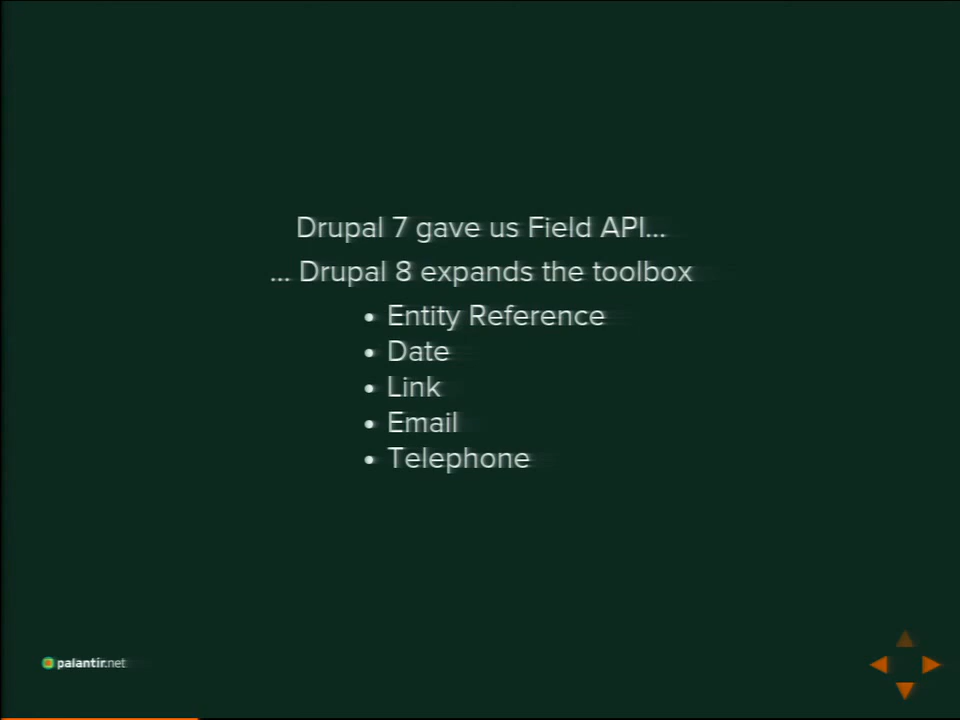 Drupal 7 gave us Field API...
... Drupal 8 expands the toolbox
• Entity Reference
• Date
• Link
• Email
• Telephone
palantir.net